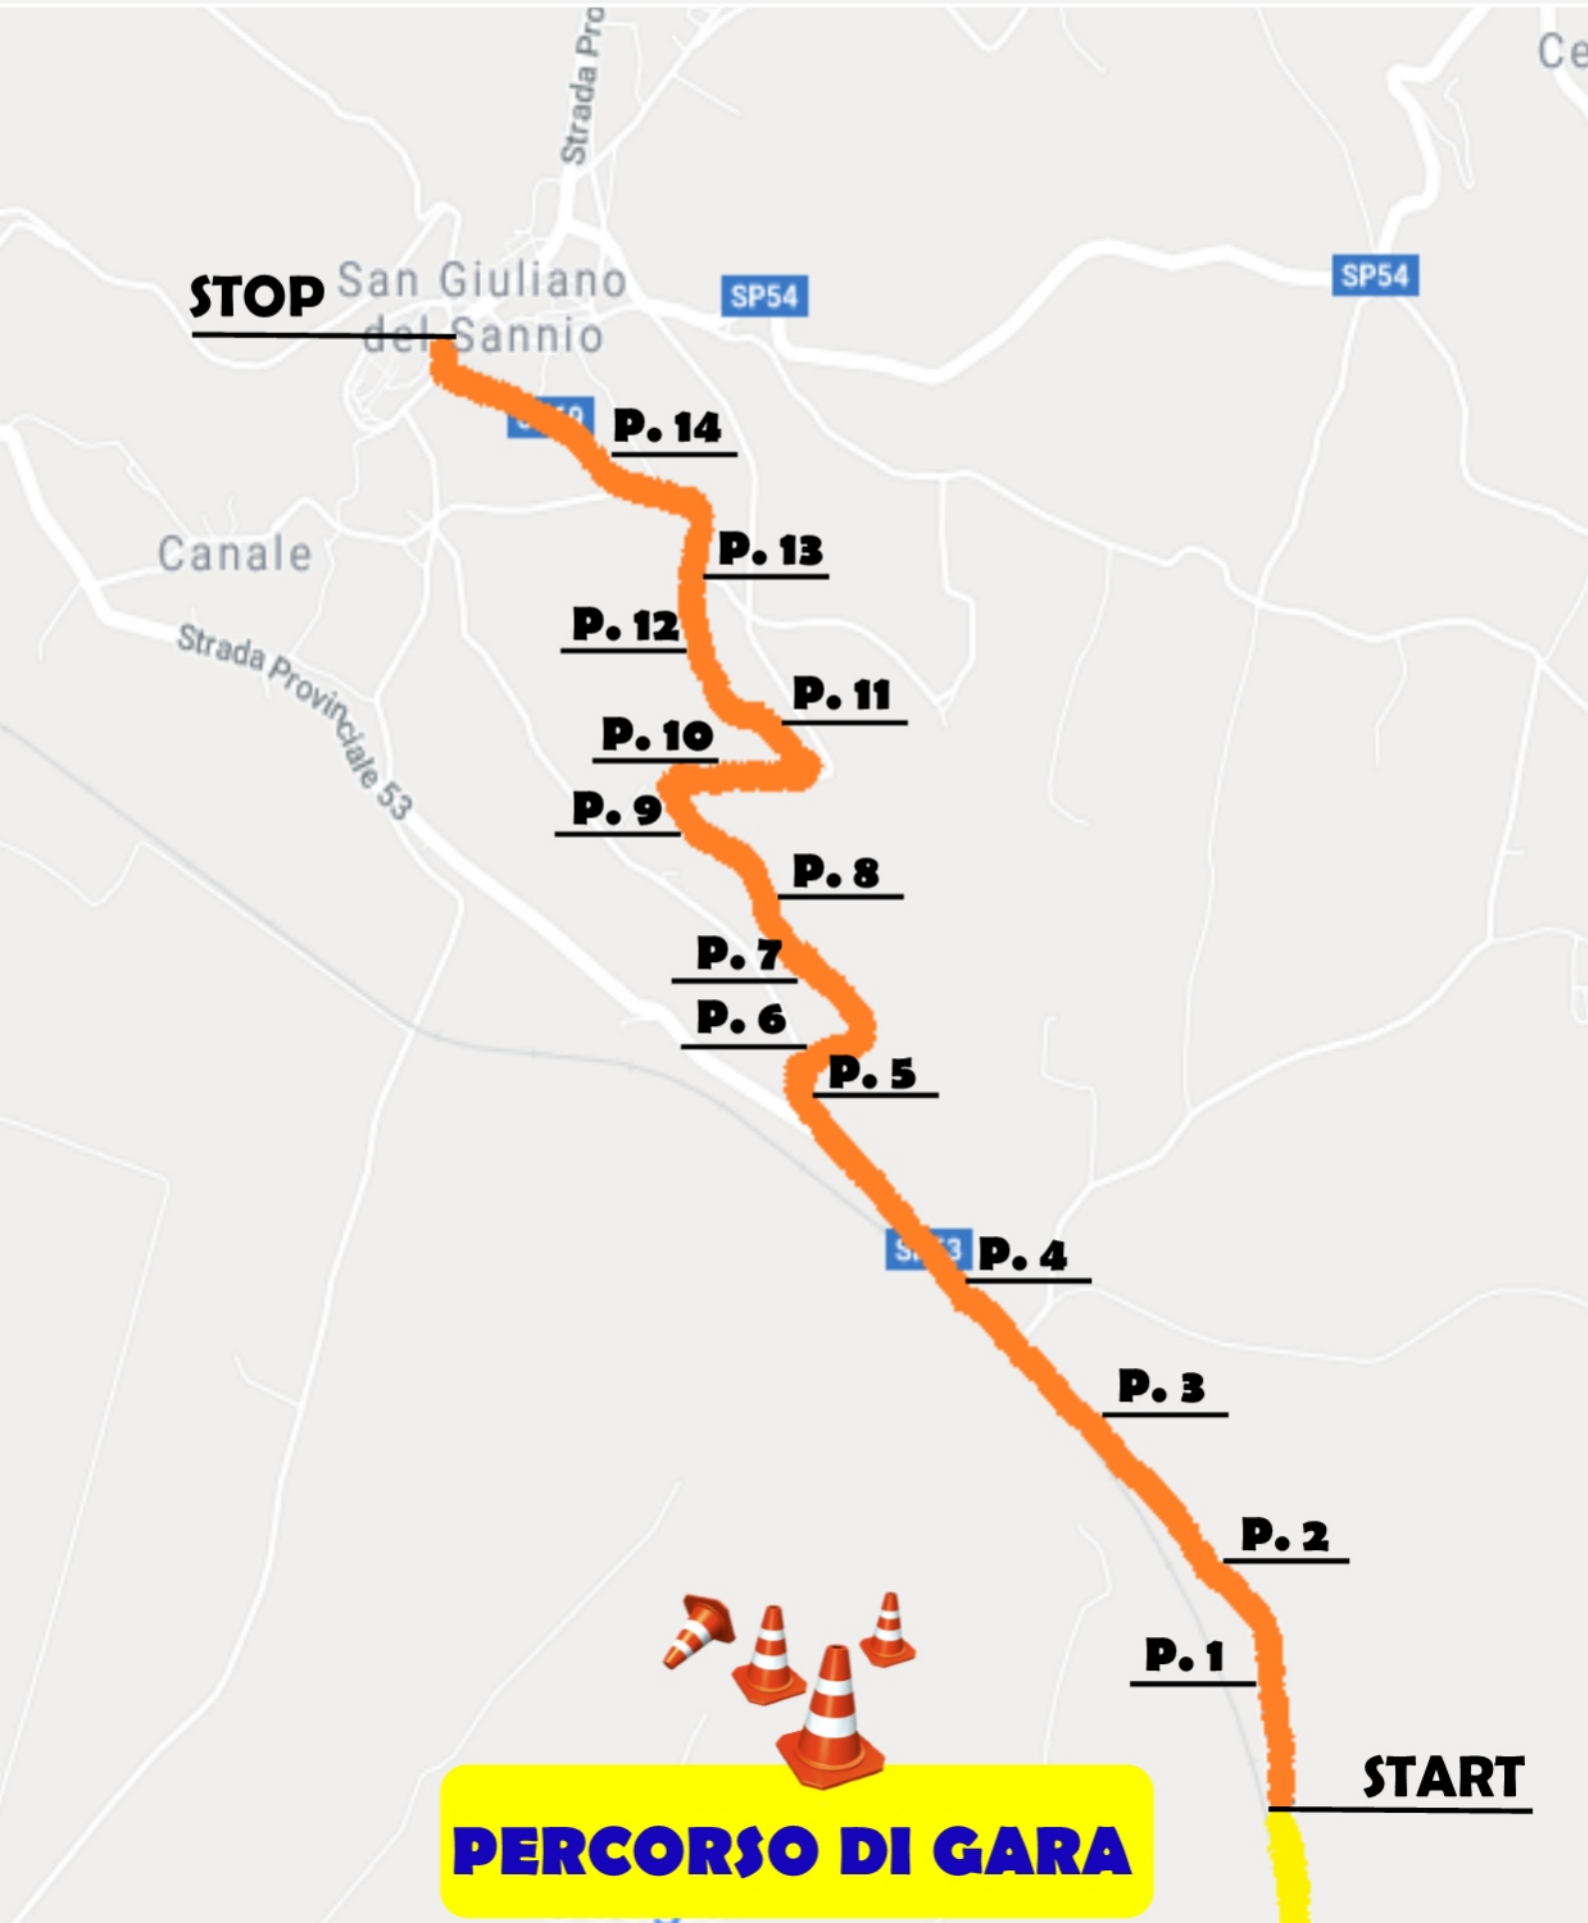 Strada Pro
Ce
SP54
STOP
San Giuliano
del Sannio
SP54
P. 14
P. 13
Canale
P. 12
Strada Provinciale 53
P. 11
P. 10
P. 9
P. 8
P. 7
P. 6
P. 5
P. 4
P. 3
P. 2
P. 1
START
PERCORSO DI GARA